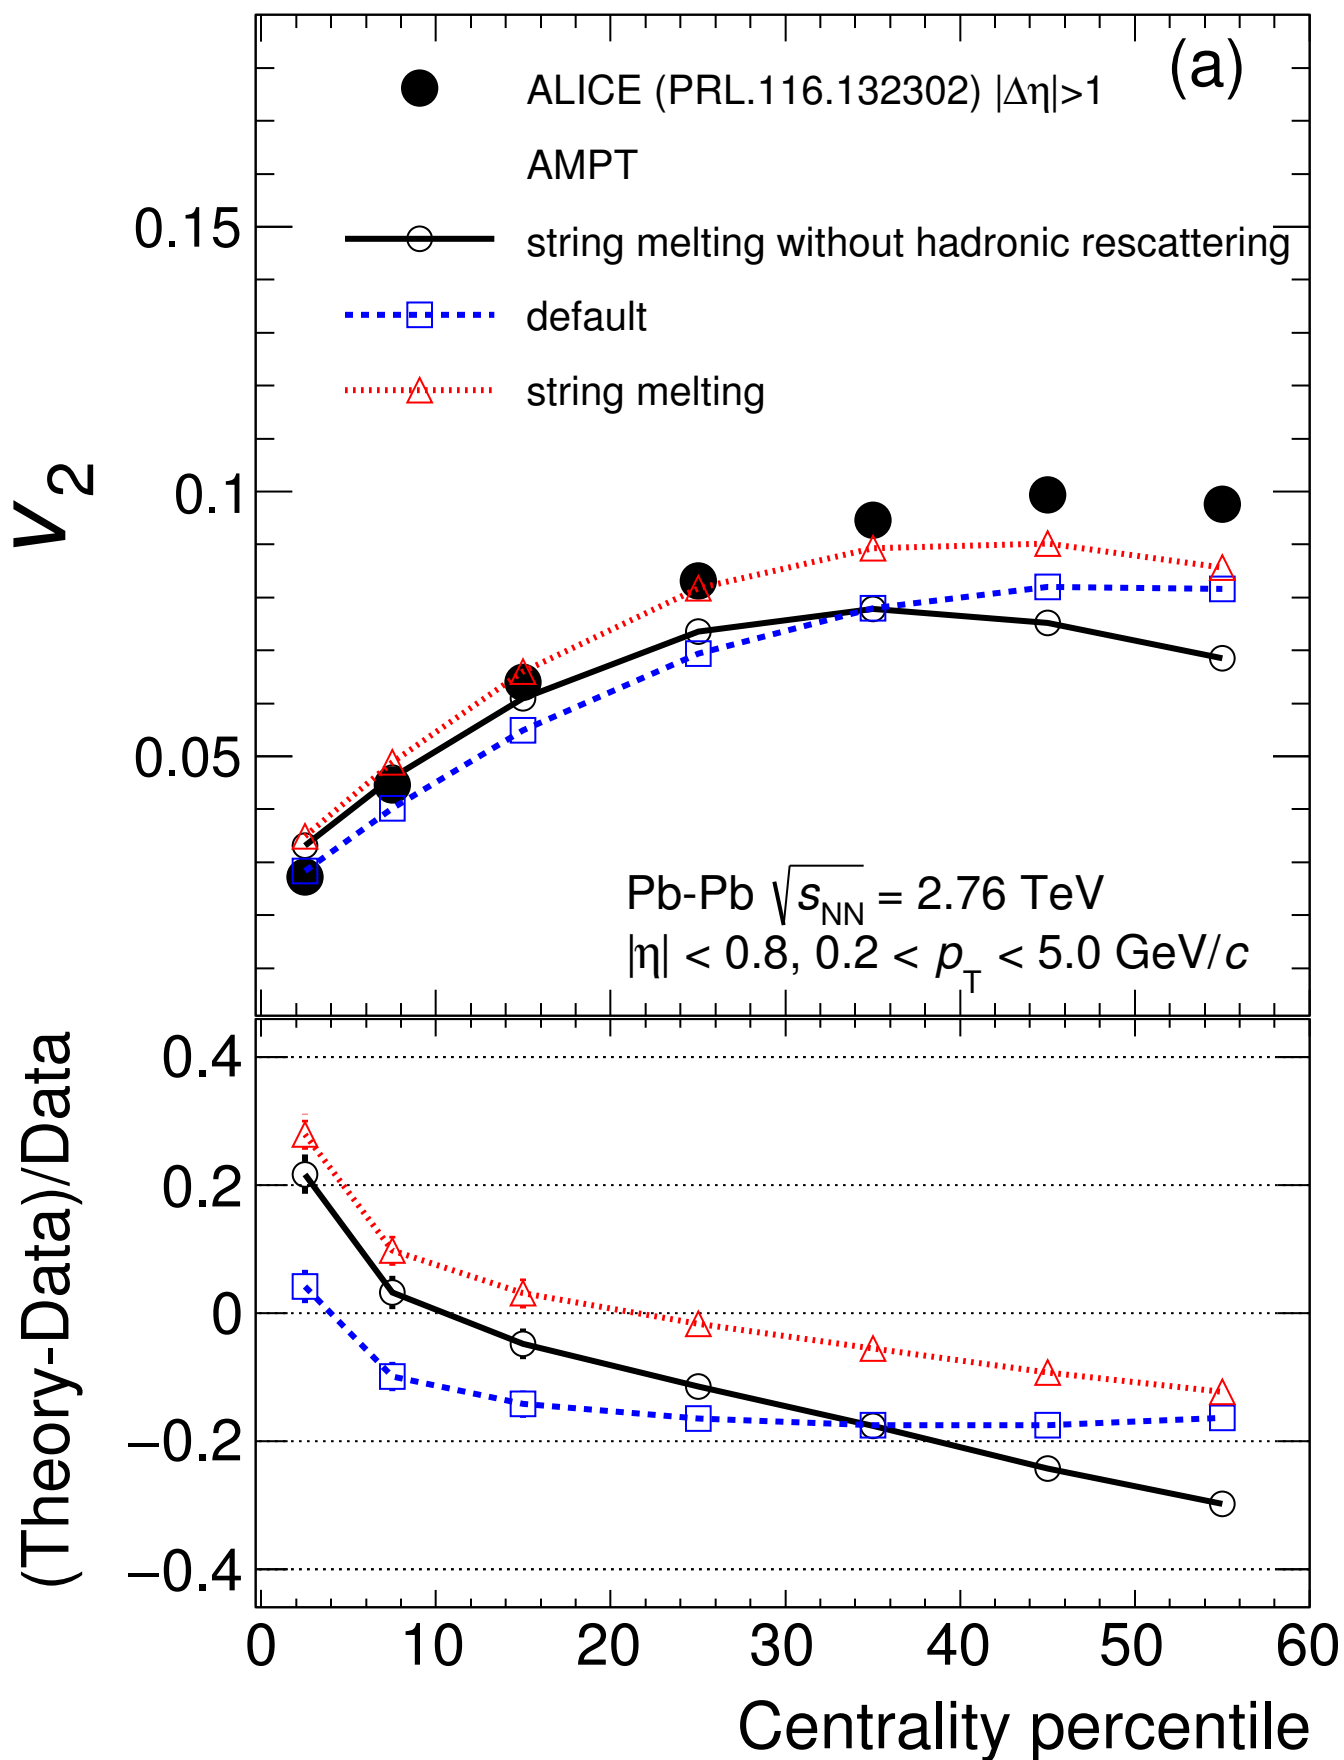 (a)
ALICE (PRL.116.132302) |Δη|>1
AMPT
string melting without hadronic rescattering
default
string melting
0.15
0.1
0.05
v2
Pb-Pb √sNN = 2.76 TeV
|η| < 0.8, 0.2 < pT < 5.0 GeV/c
(Theory-Data)/Data
0.4
0.2
0
−0.2
−0.4
0 10 20 30 40 50 60
Centrality percentile